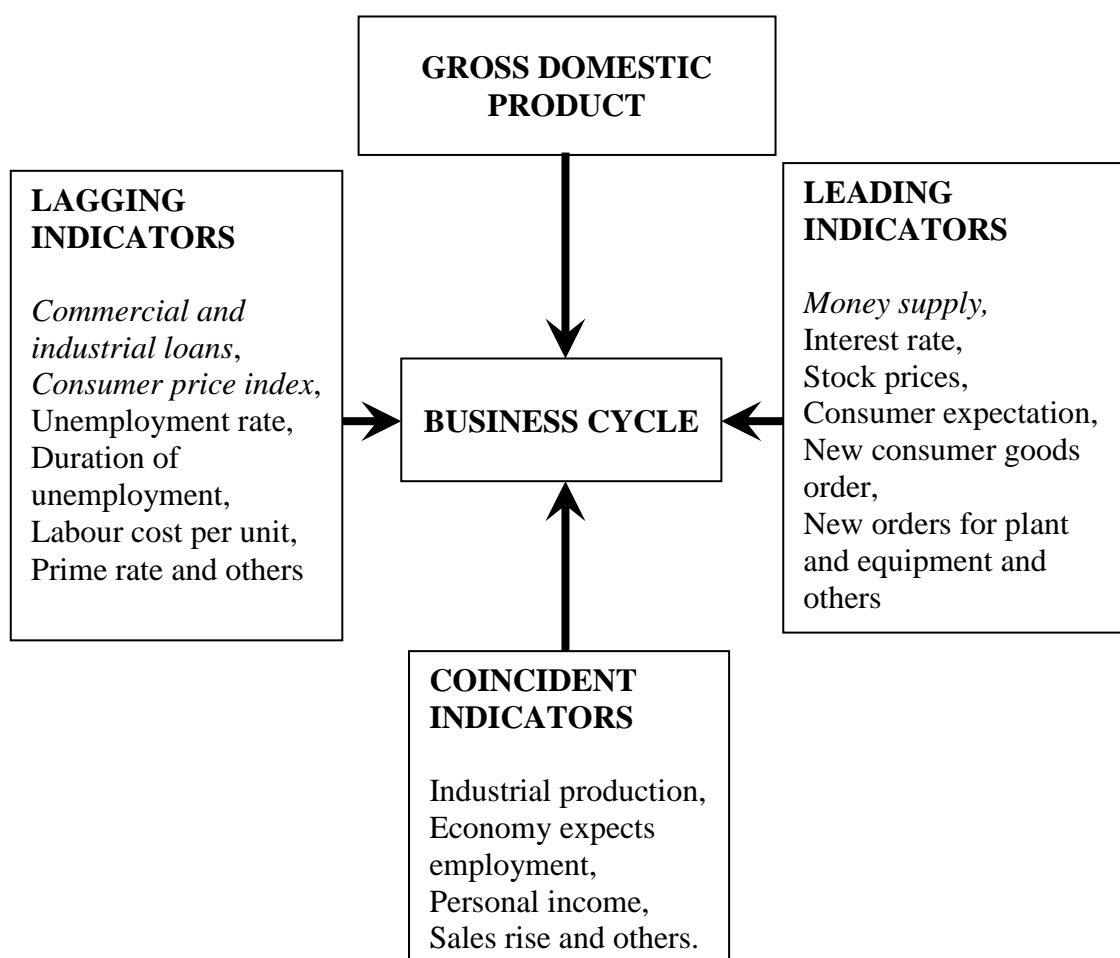 GROSS DOMESTIC
PRODUCT
LAGGING
INDICATORS
Commercial and
industrial loans,
Consumer price index,
Unemployment rate,
Duration of
unemployment,
Labour cost per unit,
Prime rate and others
BUSINESS CYCLE
LEADING
INDICATORS
Money supply,
Interest rate,
Stock prices,
Consumer expectation,
New consumer goods
order,
New orders for plant
and equipment and
others
COINCIDENT
INDICATORS
Industrial production,
Economy expects
employment,
Personal income,
Sales rise and others.